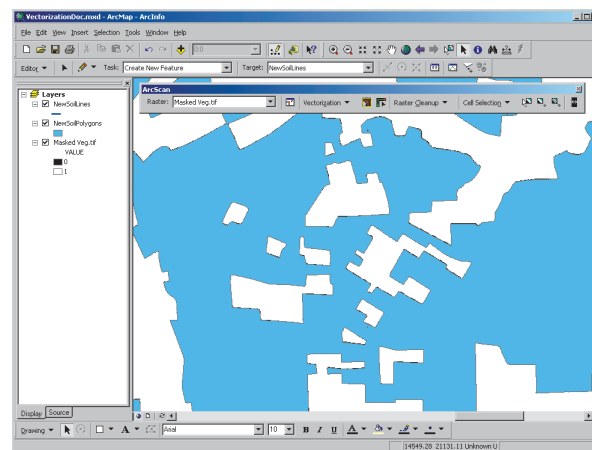 VectorizationDoc.mxd - ArcMap - ArcInfo
File Edit View Insert Selection Tools Window Help
0:0
Editor Task: Create New Feature Target: NewSoilLines
ArcScan
Raster: Masked Veg.tif Vectorization Raster Cleanup Cell Selection
Layers
NewSoilLines
NewSoilPolygons
Masked Veg.tif
VALUE
0
1
Display Source
Drawing A Arial 10 B I U A
14549.28 21131.11 Unknown U